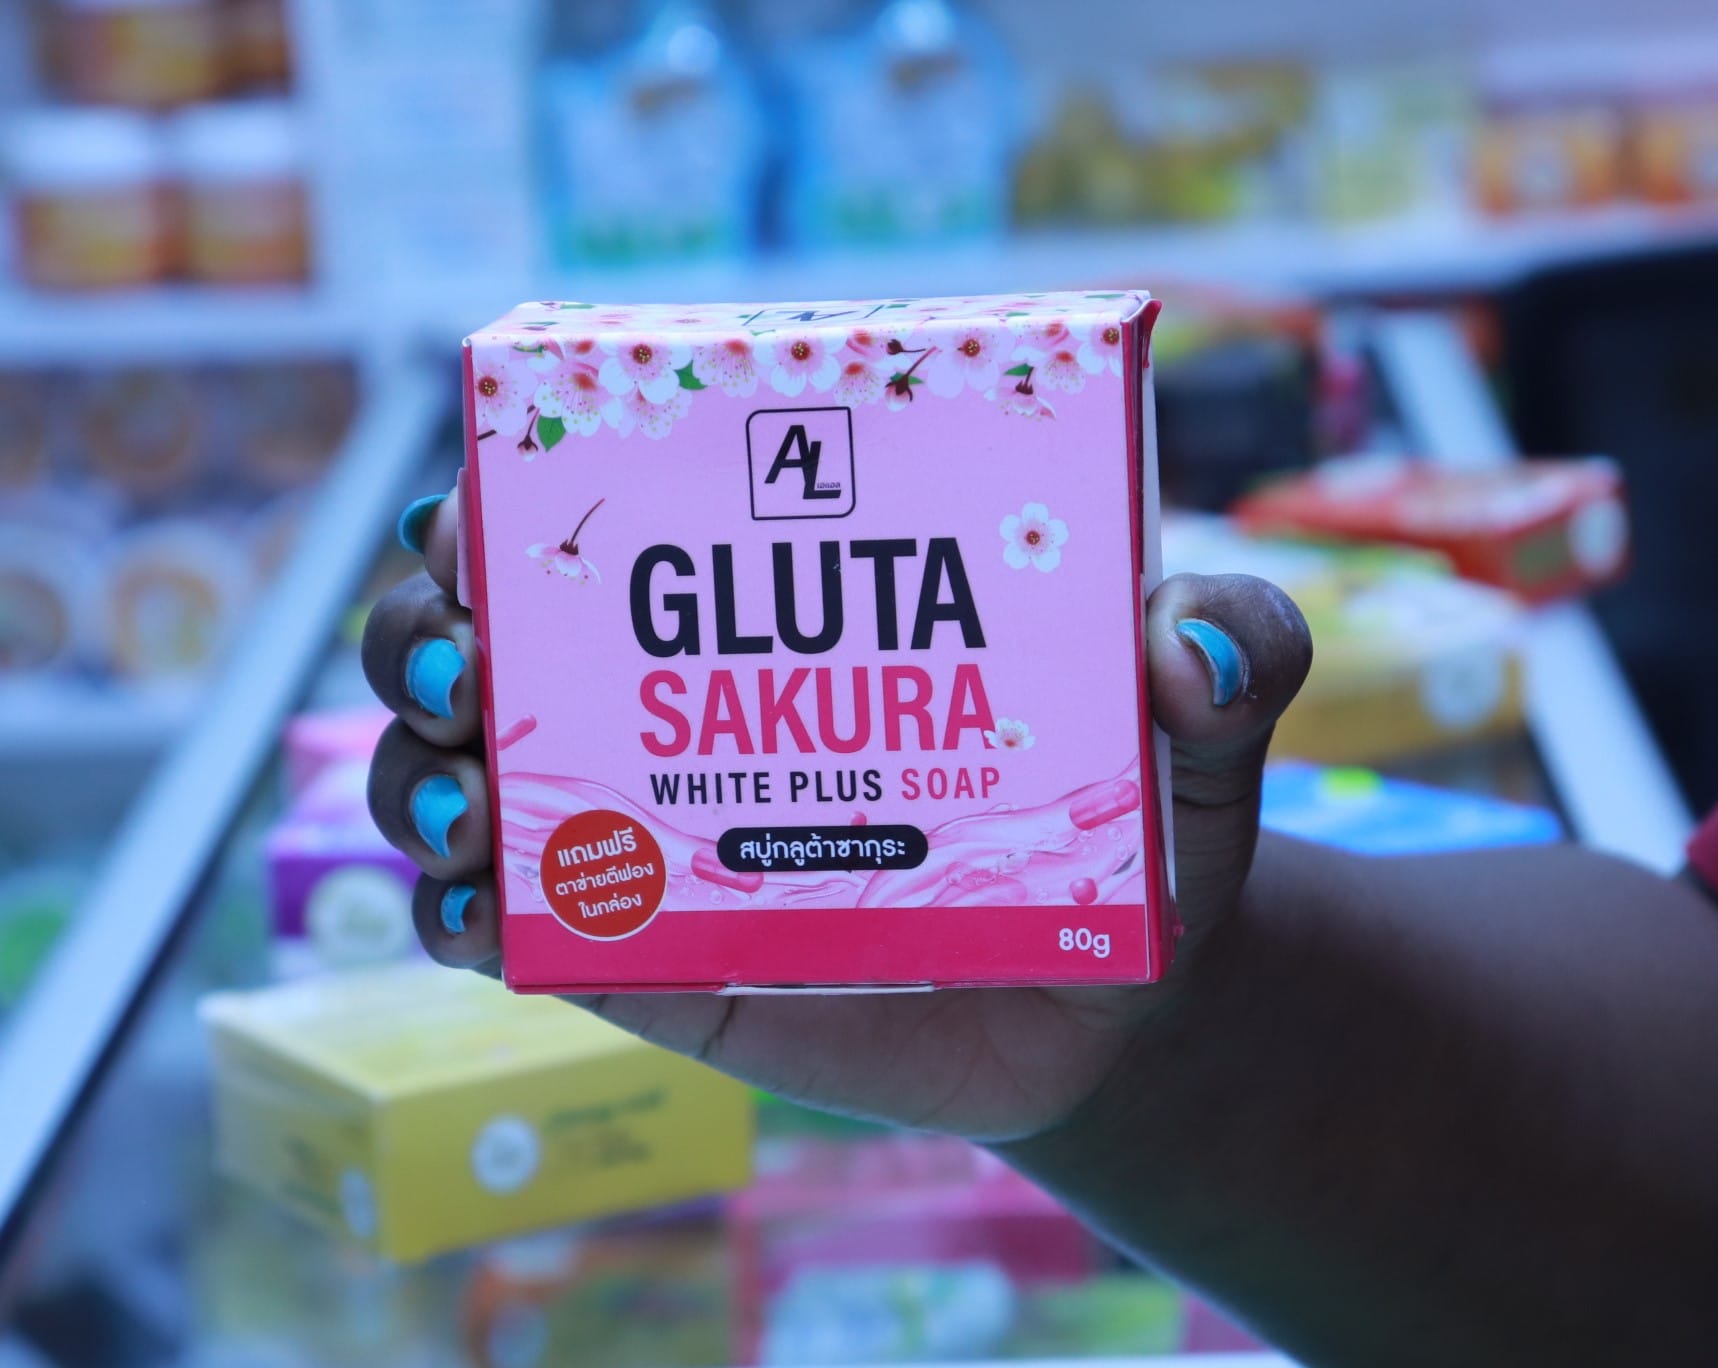 AL
เอแอล
GLUTA
SAKURA
WHITE PLUS SOAP
สบู่กลูต้าซากุระ
แถมฟรี
ตาข่ายตีฟอง
ในกล่อง
80g